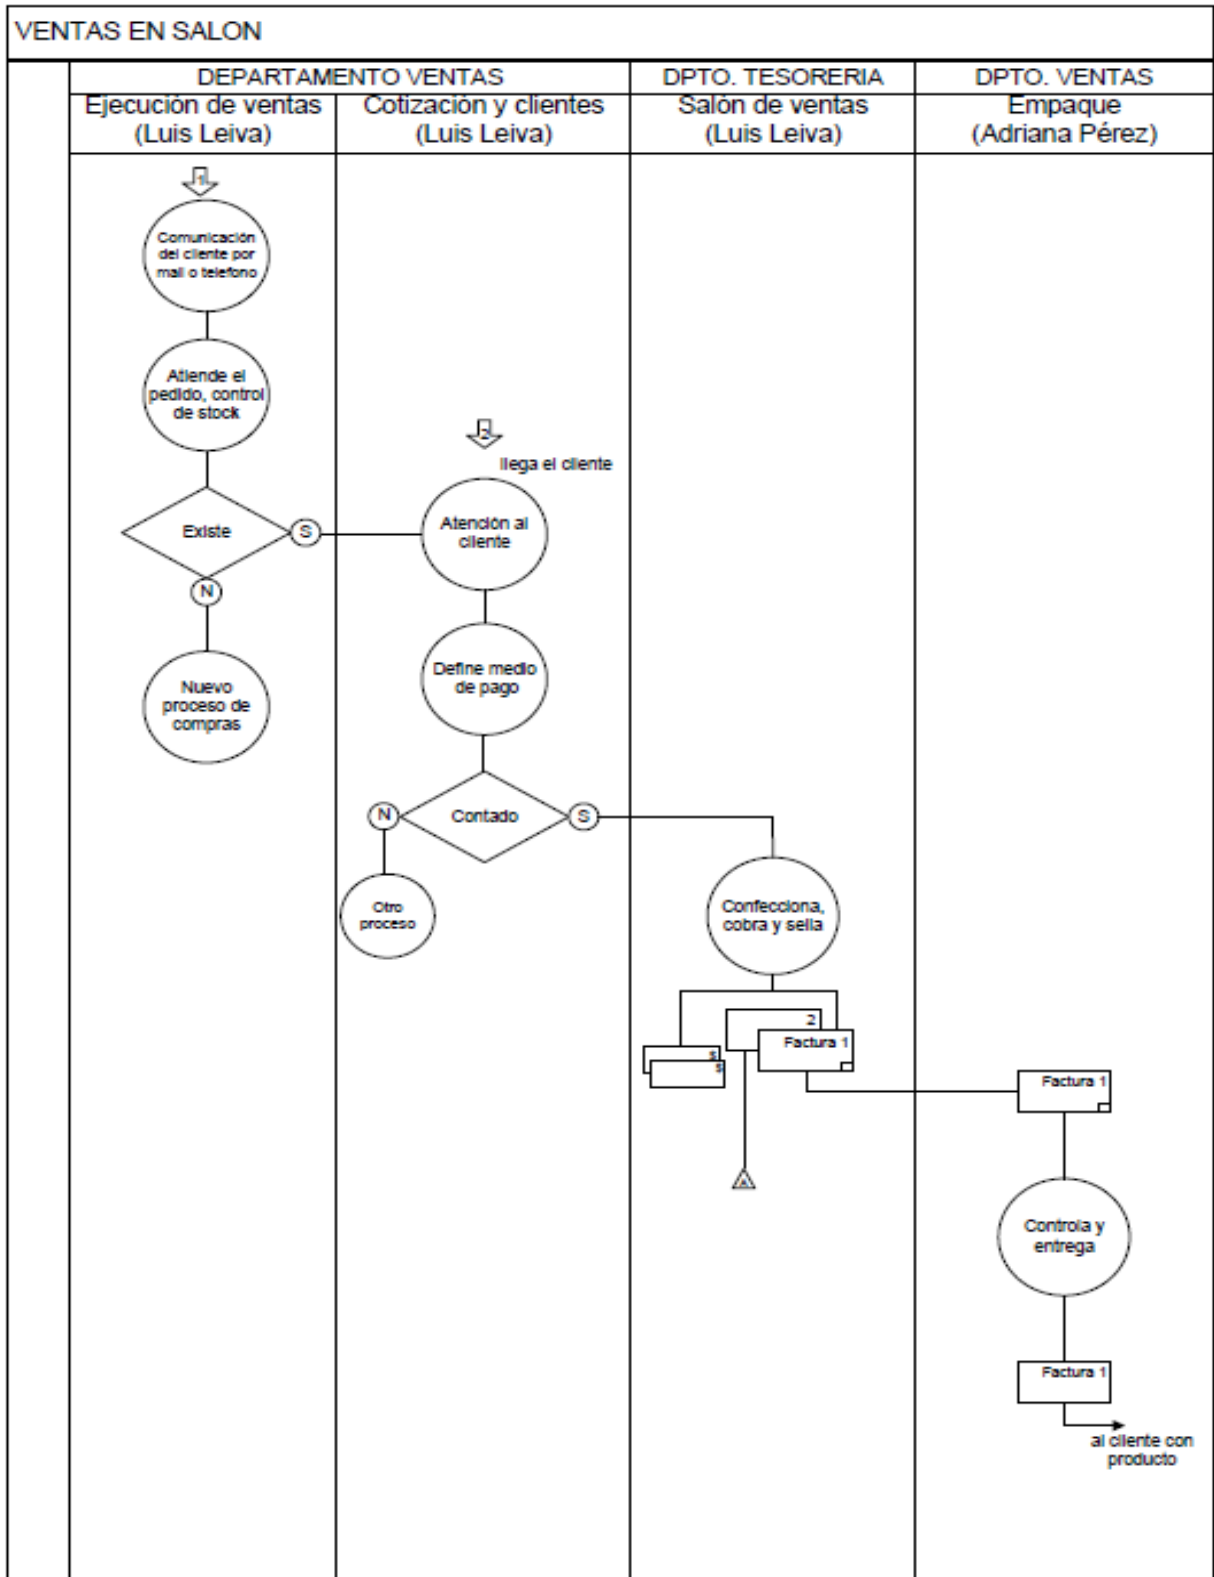 VENTAS EN SALON
DEPARTAMENTO VENTAS
DPTO. TESORERIA
DPTO. VENTAS
Ejecución de ventas
(Luis Leiva)
Cotización y clientes
(Luis Leiva)
Salón de ventas
(Luis Leiva)
Empaque
(Adriana Pérez)
1
Comunicación
del cliente por
mail o telefono
Atiende el
pedido, control
de stock
Existe
S
N
Nuevo
proceso de
compras
2
llega el cliente
Atención al
cliente
Define medio
de pago
N
Contado
S
Otro
proceso
Confecciona,
cobra y sella
2
Factura 1
$
$
A
Factura 1
Controla y
entrega
Factura 1
al cliente con
producto